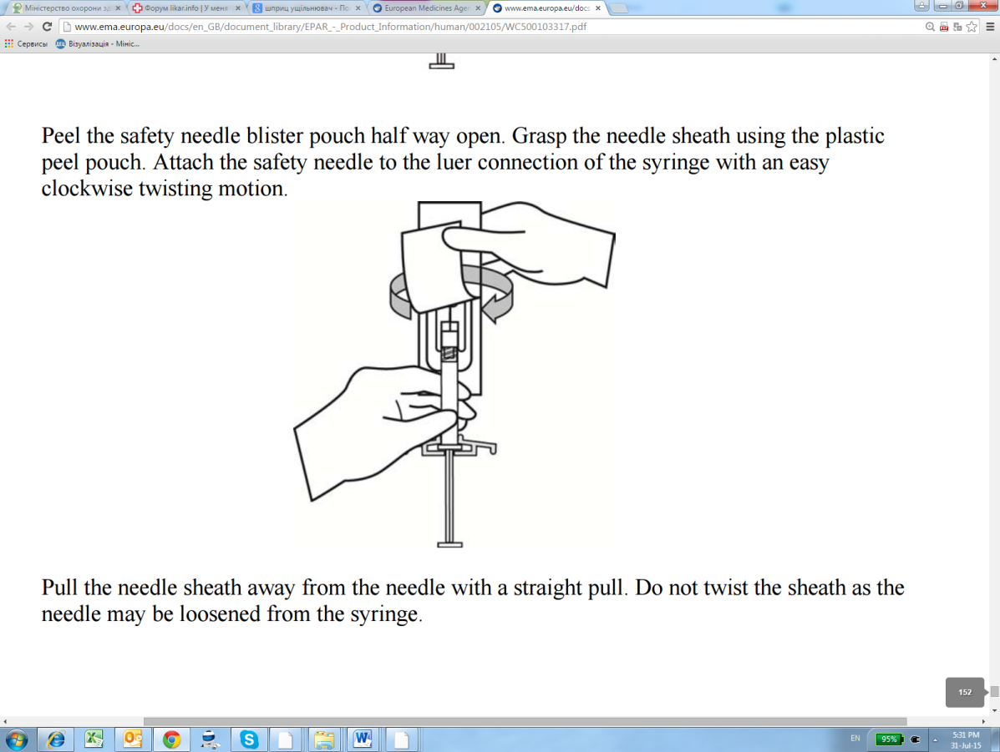 Міністерство охорони зд
Форум likar.info | У меня
шприц ущільнювач - По
European Medicines Agen
www.ema.europa.eu/docs
www.ema.europa.eu/docs/en_GB/document_library/EPAR_-_Product_Information/human/002105/WC500103317.pdf
Сервисы
Візуалізація - Мініс...
Peel the safety needle blister pouch half way open. Grasp the needle sheath using the plastic
peel pouch. Attach the safety needle to the luer connection of the syringe with an easy
clockwise twisting motion.
Pull the needle sheath away from the needle with a straight pull. Do not twist the sheath as the
needle may be loosened from the syringe.
152
EN
95%
5:31 PM
31-Jul-15